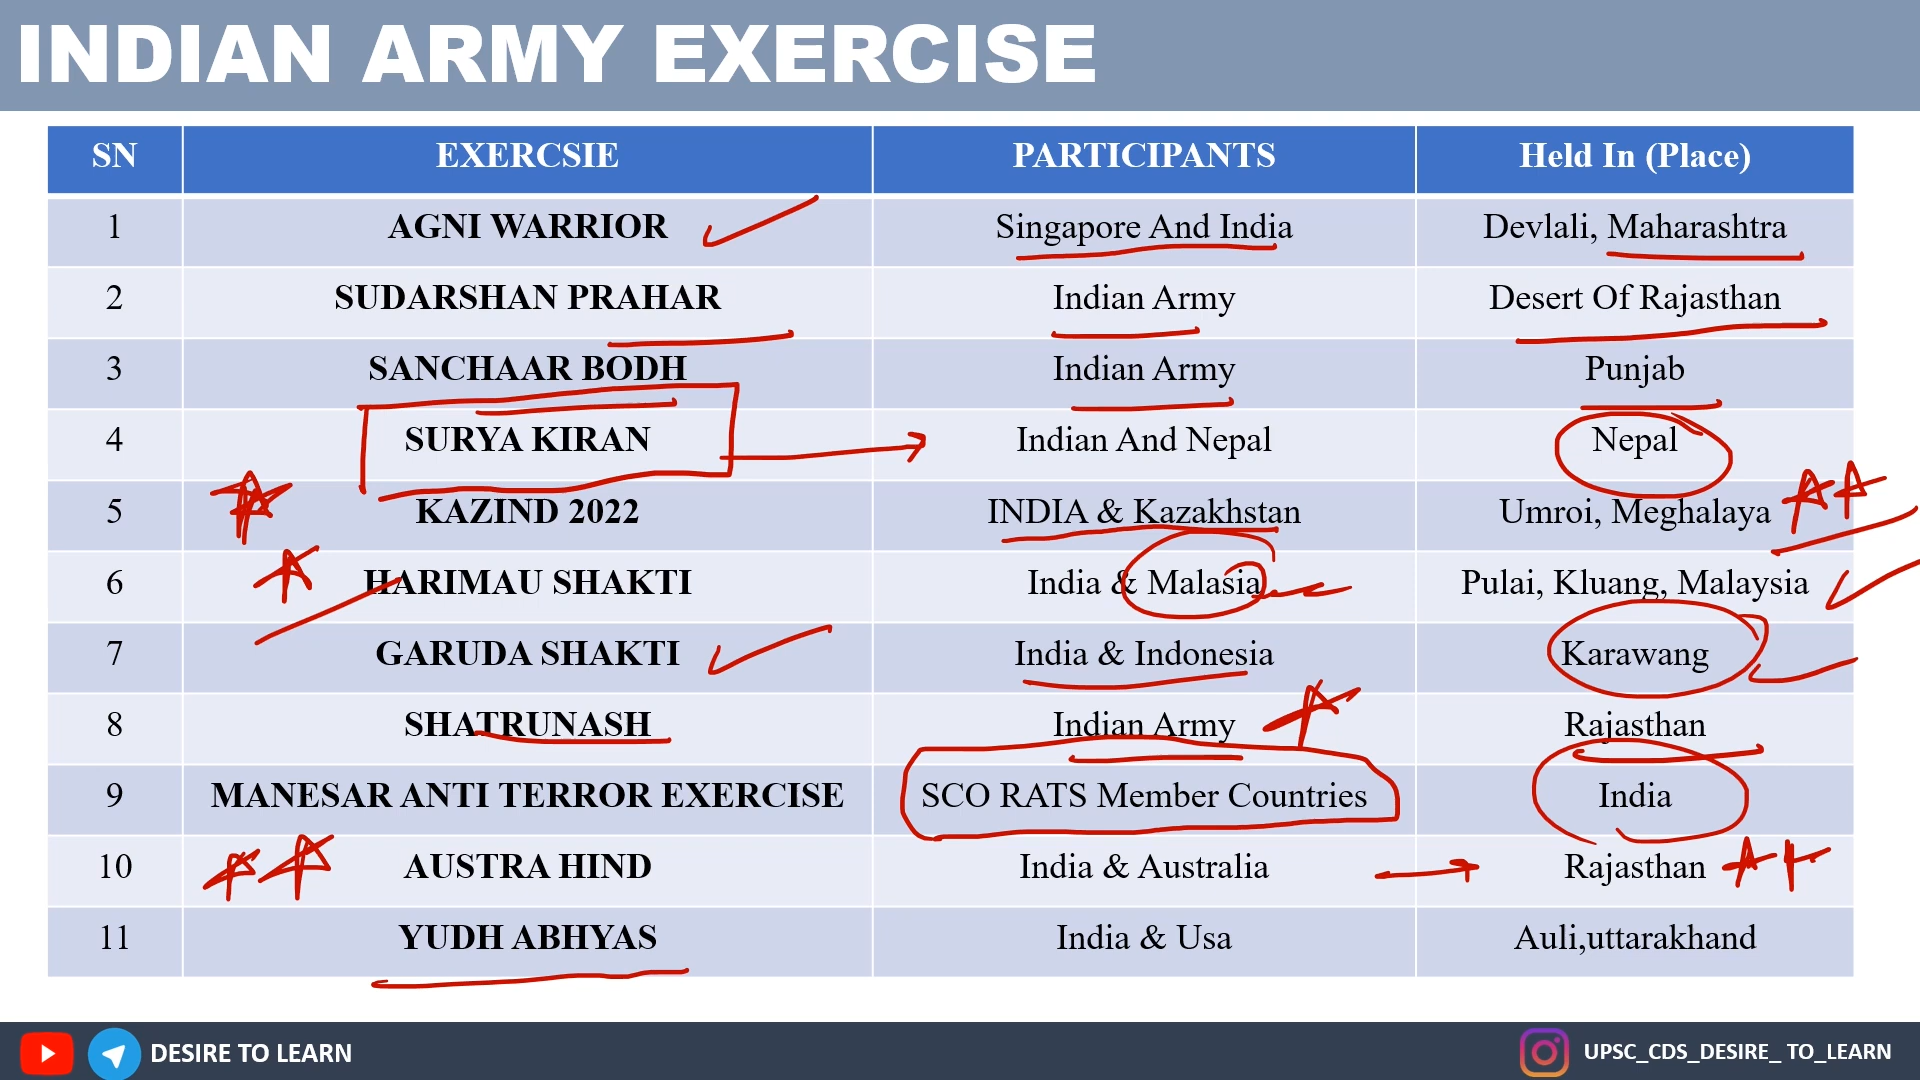 INDIAN ARMY EXERCISE
SN EXERCSIE PARTICIPANTS Held In (Place)
1 AGNI WARRIOR Singapore And India Devlali, Maharashtra
2 SUDARSHAN PRAHAR Indian Army Desert Of Rajasthan
3 SANCHAAR BODH Indian Army Punjab
4 SURYA KIRAN Indian And Nepal Nepal
5 KAZIND 2022 INDIA & Kazakhstan Umroi, Meghalaya
6 HARIMAU SHAKTI India & Malasia Pulai, Kluang, Malaysia
7 GARUDA SHAKTI India & Indonesia Karawang
8 SHATRUNASH Indian Army Rajasthan
9 MANESAR ANTI TERROR EXERCISE SCO RATS Member Countries India
10 AUSTRA HIND India & Australia Rajasthan
11 YUDH ABHYAS India & Usa Auli,uttarakhand
DESIRE TO LEARN UPSC_CDS_DESIRE_ TO_LEARN